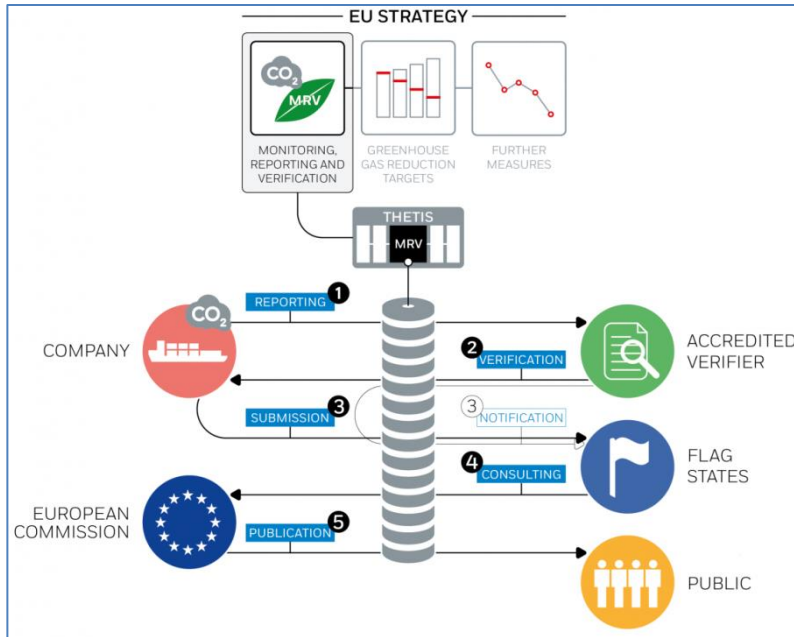 EU STRATEGY
CO2
MRV
MONITORING,
REPORTING AND
VERIFICATION
GREENHOUSE
GAS REDUCTION
TARGETS
FURTHER
MEASURES
THETIS
MRV
CO2
REPORTING 1
COMPANY
2 VERIFICATION
ACCREDITED
VERIFIER
SUBMISSION 3
3 NOTIFICATION
FLAG
STATES
4 CONSULTING
EUROPEAN
COMMISSION
PUBLICATION 5
PUBLIC